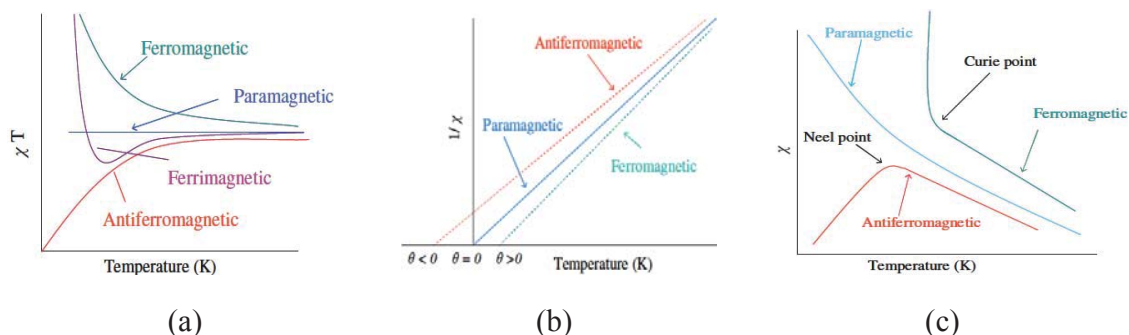 Ferromagnetic
Paramagnetic
Ferrimagnetic
Antiferromagnetic
χ T
Temperature (K)
(a)
Antiferromagnetic
Paramagnetic
Ferromagnetic
1/ χ
θ < 0
θ = 0
θ >0
Temperature (K)
(b)
Paramagnetic
Curie point
Ferromagnetic
Neel point
χ
Antiferromagnetic
Temperature (K)
(c)